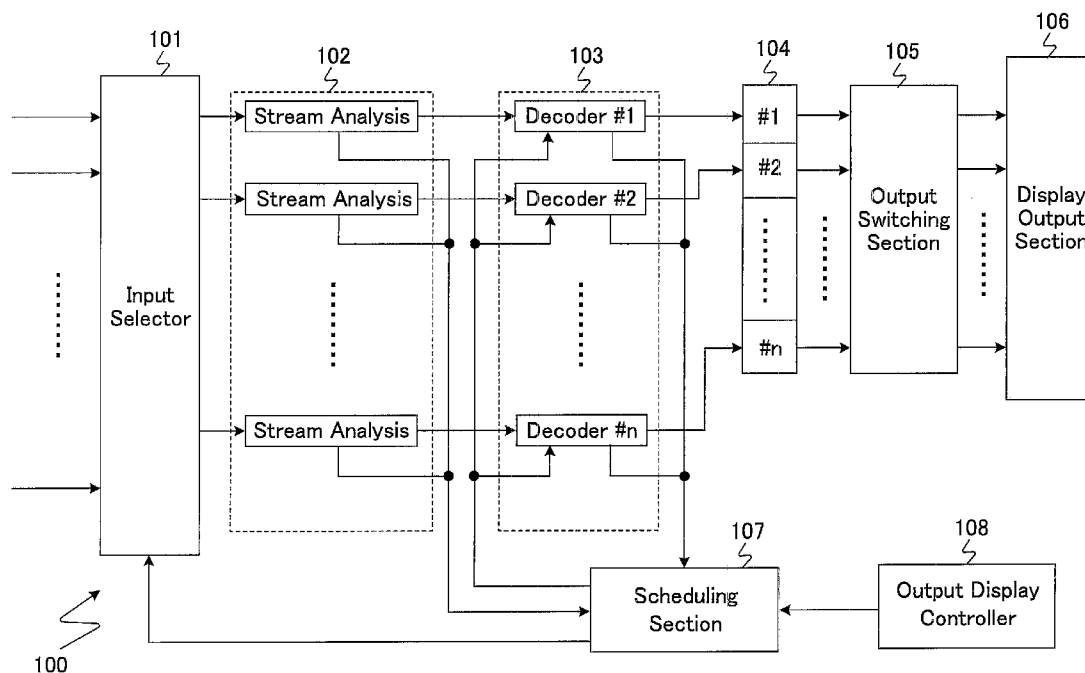 101
102
103
104
105
106
Stream Analysis
Decoder #1
#1
Stream Analysis
Decoder #2
#2
Input
Selector
Output
Switching
Section
Display
Output
Section
#n
Stream Analysis
Decoder #n
107
Scheduling
Section
108
Output Display
Controller
100